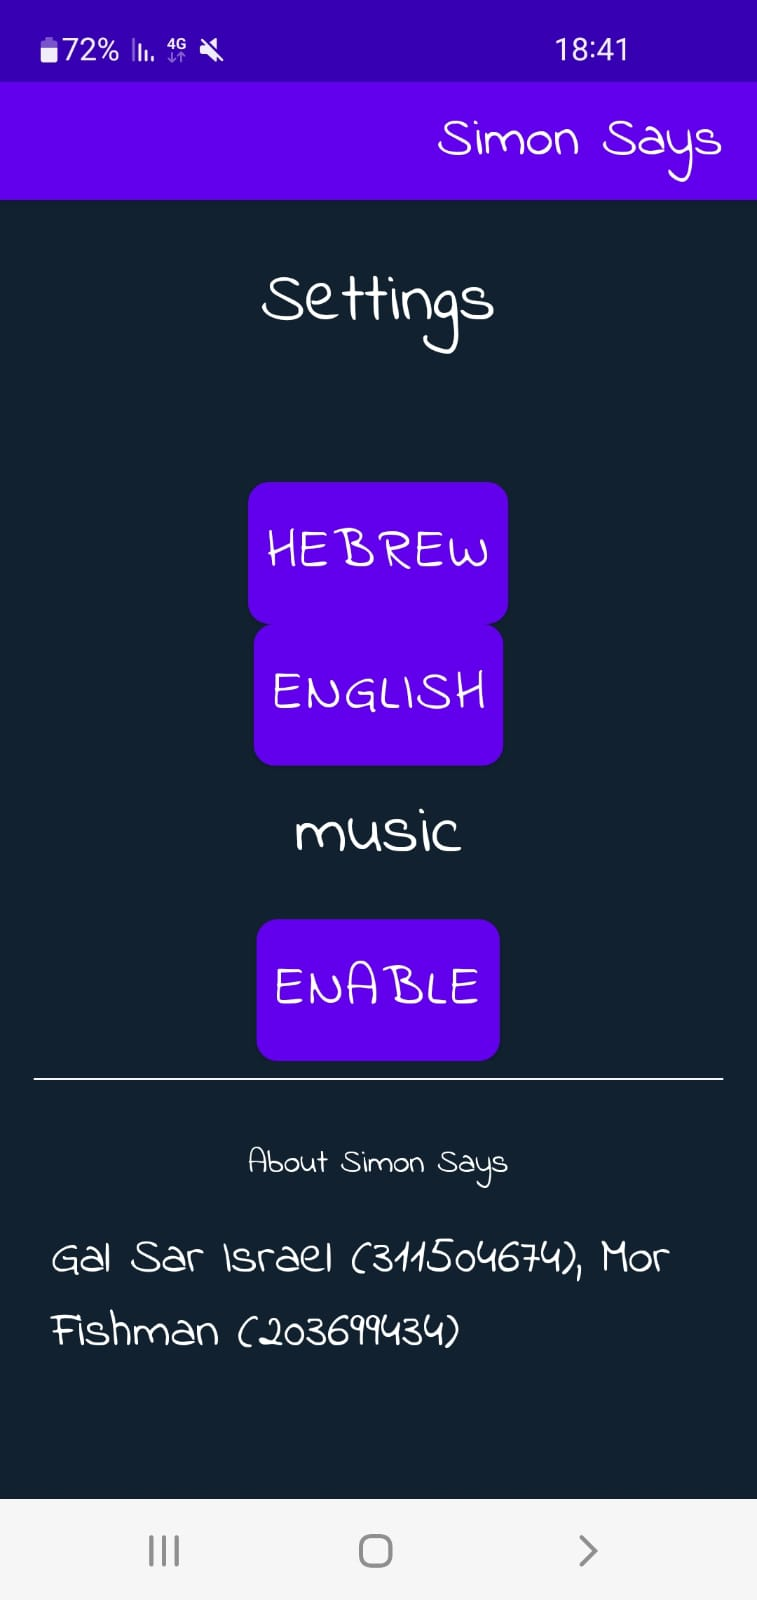 72% 4G 18:41
Simon Says
Settings
HEBREW
ENGLISH
music
ENABLE
About Simon Says
Gal Sar Israel (311504674), Mor
Fishman (203699434)